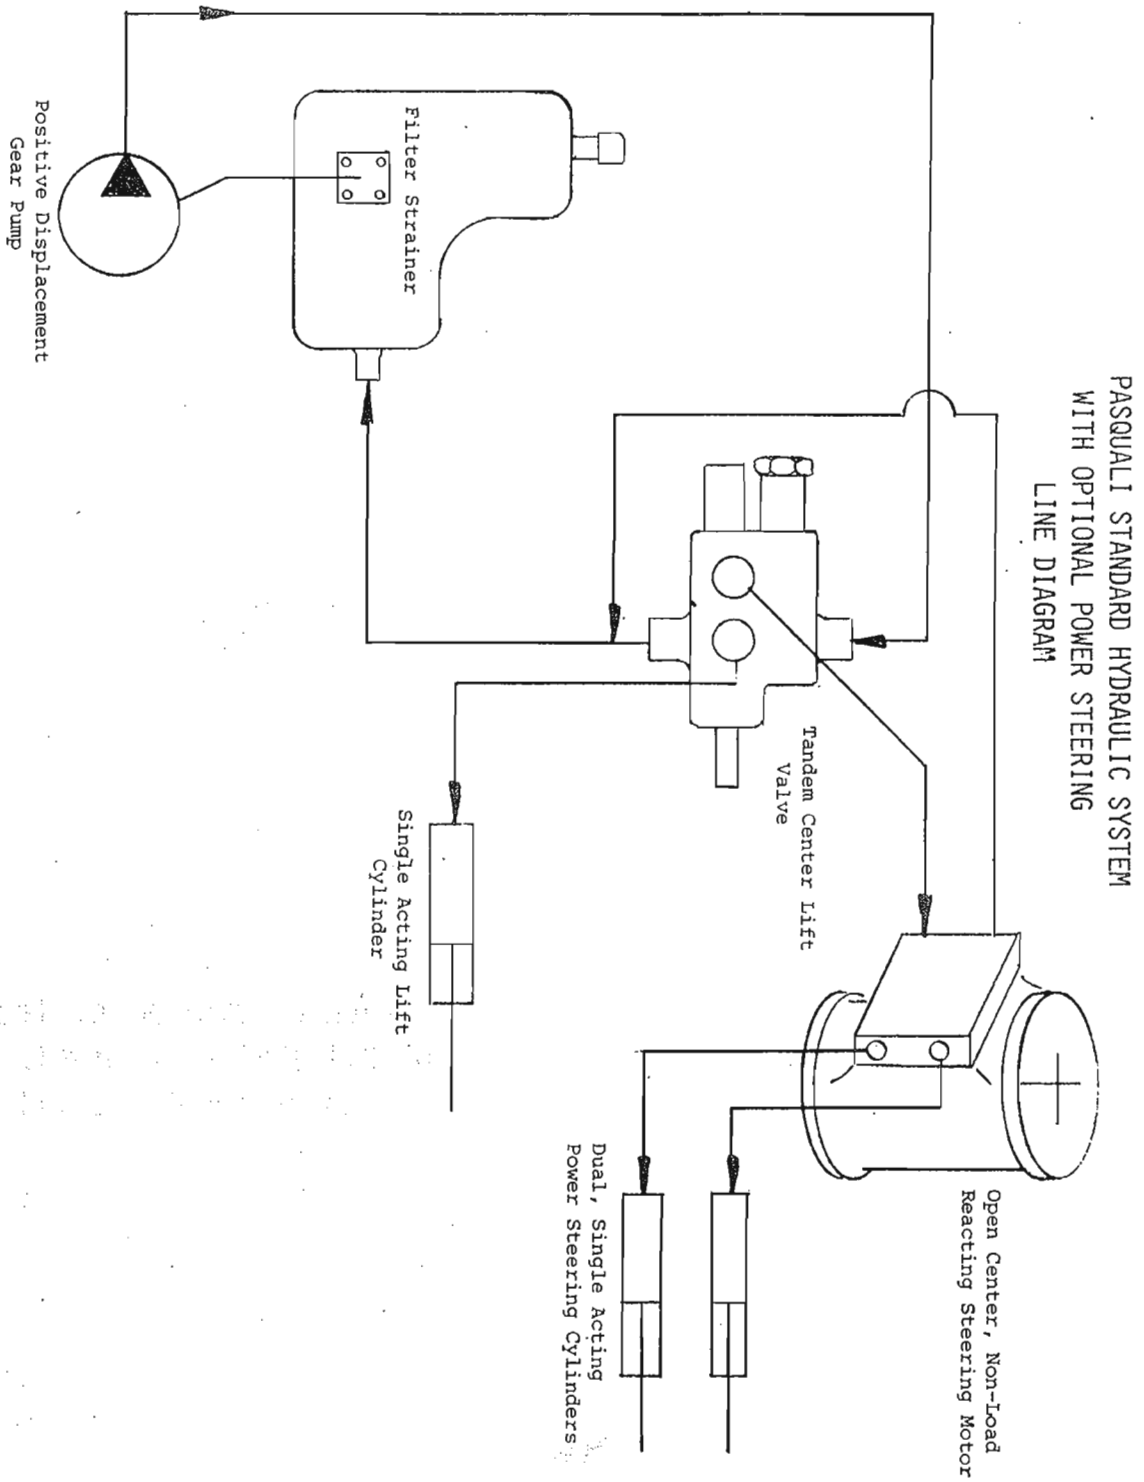 PASQUALI STANDARD HYDRAULIC SYSTEM
WITH OPTIONAL POWER STEERING
LINE DIAGRAM
Positive Displacement
Gear Pump
Filter Strainer
Tandem Center Lift
Valve
Single Acting Lift
Cylinder
Open Center, Non-Load
Reacting Steering Motor
Dual, Single Acting
Power Steering Cylinders